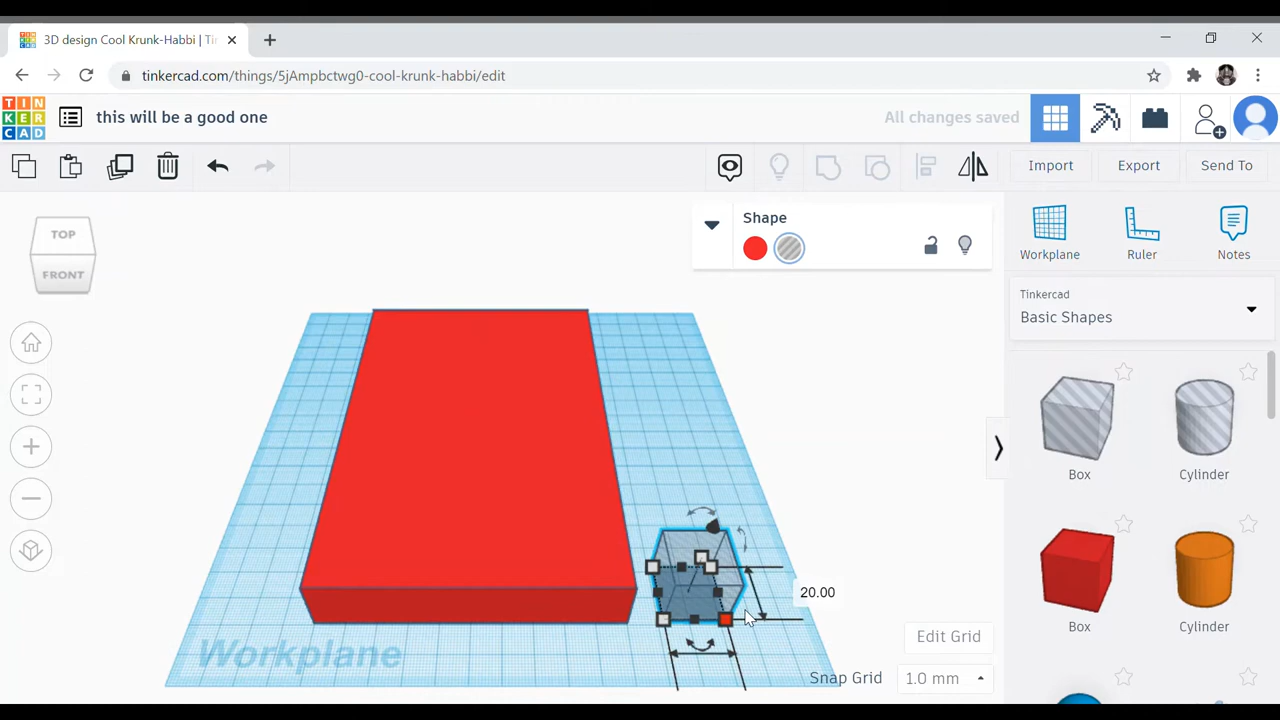 3D design Cool Krunk-Habbi | Ti
tinkercad.com/things/5jAmpbctwg0-cool-krunk-habbi/edit
TIN
KER
CAD
this will be a good one
All changes saved
Import
Export
Send To
TOP
FRONT
Shape
Workplane
Ruler
Notes
Tinkercad
Basic Shapes
Box
Cylinder
Box
Cylinder
20.00
Workplane
Edit Grid
Snap Grid
1.0 mm